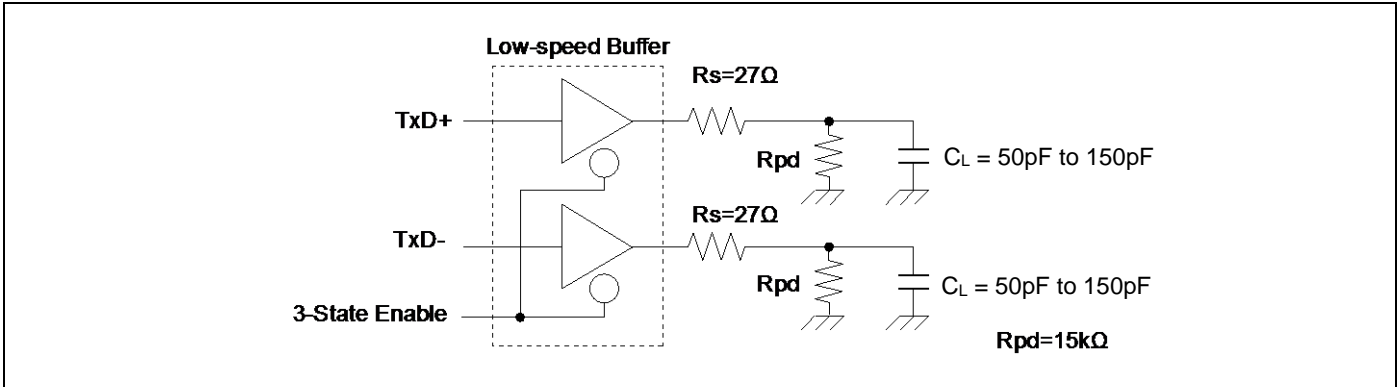 Low-speed Buffer
Rs=27Ω
TxD+
Rpd
CL = 50pF to 150pF
Rs=27Ω
TxD-
Rpd
CL = 50pF to 150pF
3-State Enable
Rpd=15kΩ